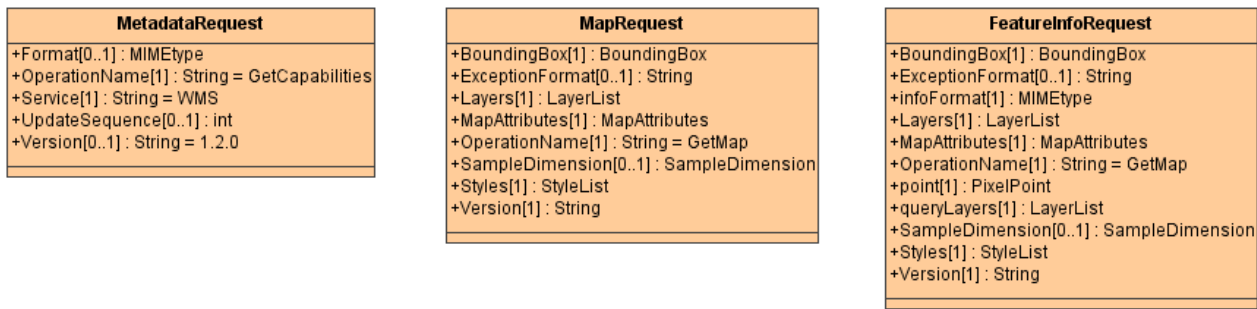 MetadataRequest
+Format[0..1] : MIMEtype
+OperationName[1] : String = GetCapabilities
+Service[1] : String = WMS
+UpdateSequence[0..1] : int
+Version[0..1] : String = 1.2.0
MapRequest
+BoundingBox[1] : BoundingBox
+ExceptionFormat[0..1] : String
+Layers[1] : LayerList
+MapAttributes[1] : MapAttributes
+OperationName[1] : String = GetMap
+SampleDimension[0..1] : SampleDimension
+Styles[1] : StyleList
+Version[1] : String
FeatureInfoRequest
+BoundingBox[1] : BoundingBox
+ExceptionFormat[0..1] : String
+infoFormat[1] : MIMEtype
+Layers[1] : LayerList
+MapAttributes[1] : MapAttributes
+OperationName[1] : String = GetMap
+point[1] : PixelPoint
+queryLayers[1] : LayerList
+SampleDimension[0..1] : SampleDimension
+Styles[1] : StyleList
+Version[1] : String